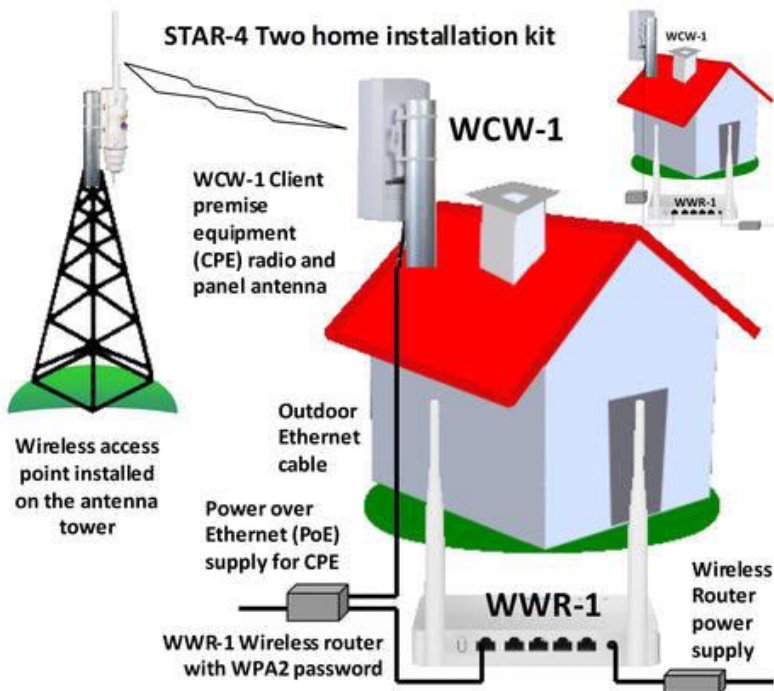 STAR-4 Two home installation kit
WCW-1
WCW-1
WCW-1 Client
premise
equipment
(CPE) radio and
panel antenna
WWR-1
Outdoor
Ethernet
cable
Wireless access
point installed
on the antenna
tower
Power over
Ethernet (PoE)
supply for CPE
WWR-1
Wireless
Router
power
supply
WWR-1 Wireless router
with WPA2 password